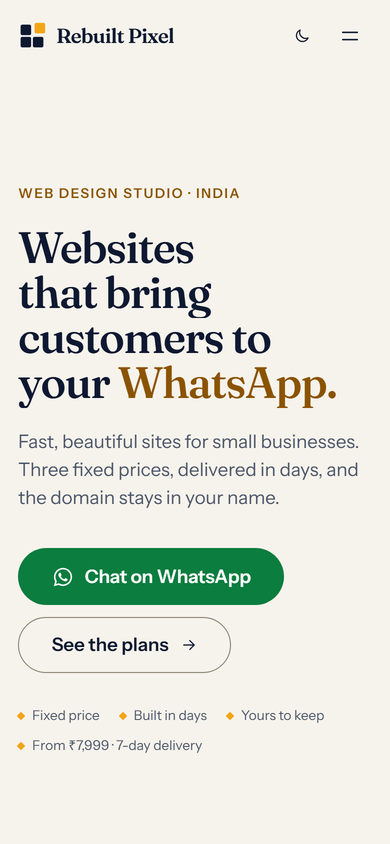 Rebuilt Pixel
WEB DESIGN STUDIO · INDIA
Websites
that bring
customers to
your WhatsApp.
Fast, beautiful sites for small businesses.
Three fixed prices, delivered in days, and
the domain stays in your name.
Chat on WhatsApp
See the plans →
Fixed price
Built in days
Yours to keep
From ₹7,999 · 7-day delivery